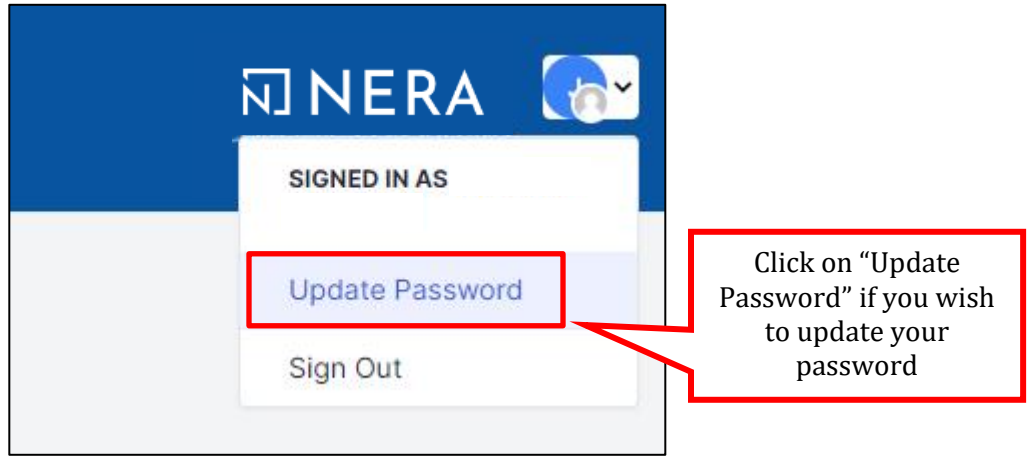 NERA
SIGNED IN AS
Update Password
Sign Out
Click on “Update
Password” if you wish
to update your
password